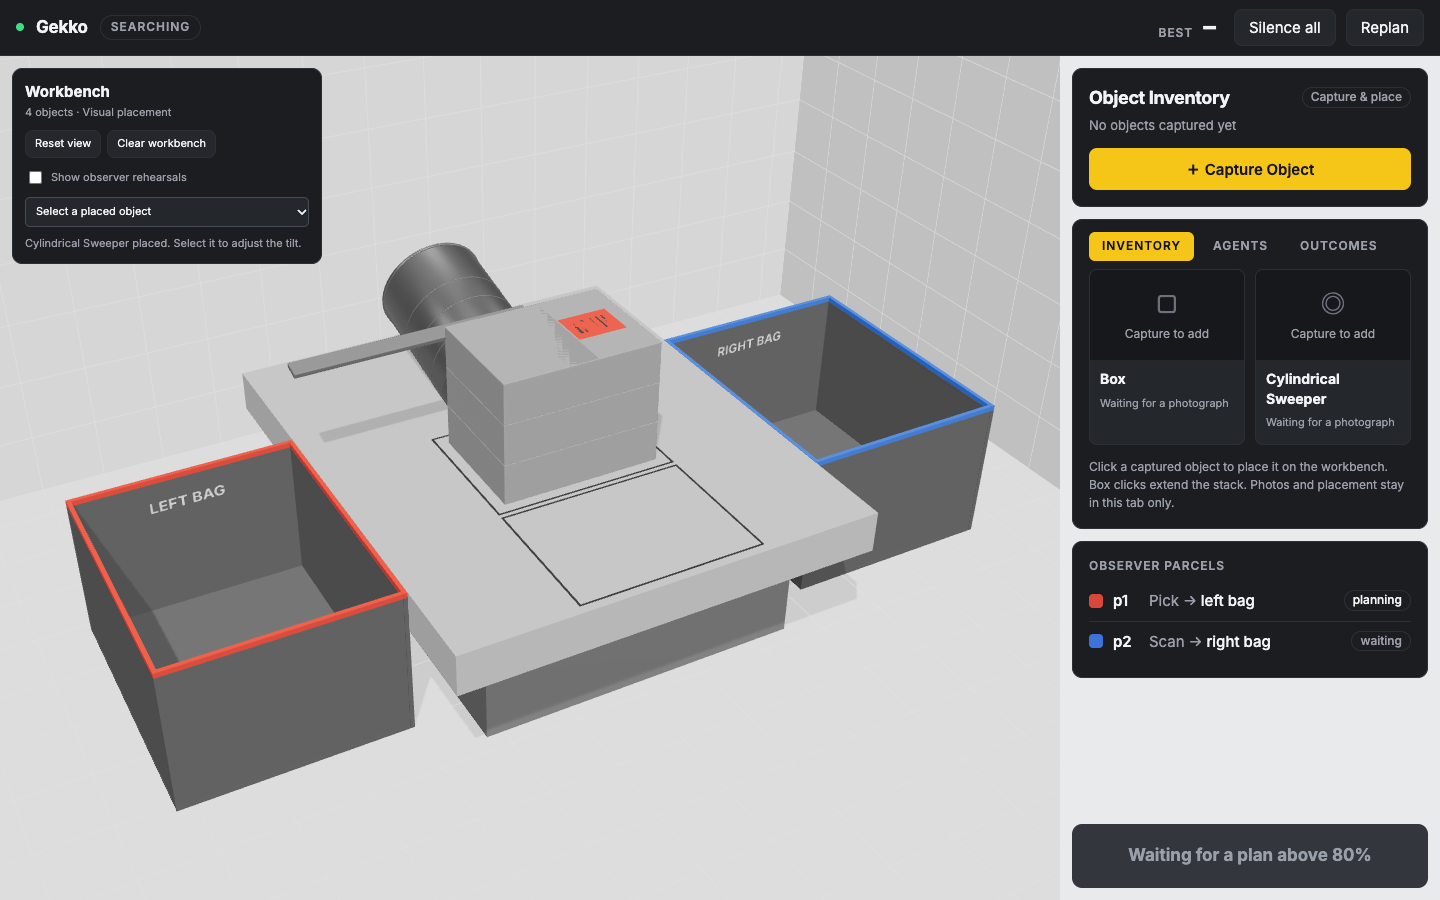 Gekko
SEARCHING
BEST
Silence all
Replan
Workbench
4 objects · Visual placement
Reset view
Clear workbench
Show observer rehearsals
Select a placed object
Cylindrical Sweeper placed. Select it to adjust the tilt.
LEFT BAG
RIGHT BAG
Object Inventory
Capture & place
No objects captured yet
+ Capture Object
INVENTORY
AGENTS
OUTCOMES
Capture to add
Box
Waiting for a photograph
Capture to add
Cylindrical
Sweeper
Waiting for a photograph
Click a captured object to place it on the workbench.
Box clicks extend the stack. Photos and placement stay
in this tab only.
OBSERVER PARCELS
p1 Pick → left bag planning
p2 Scan → right bag waiting
Waiting for a plan above 80%